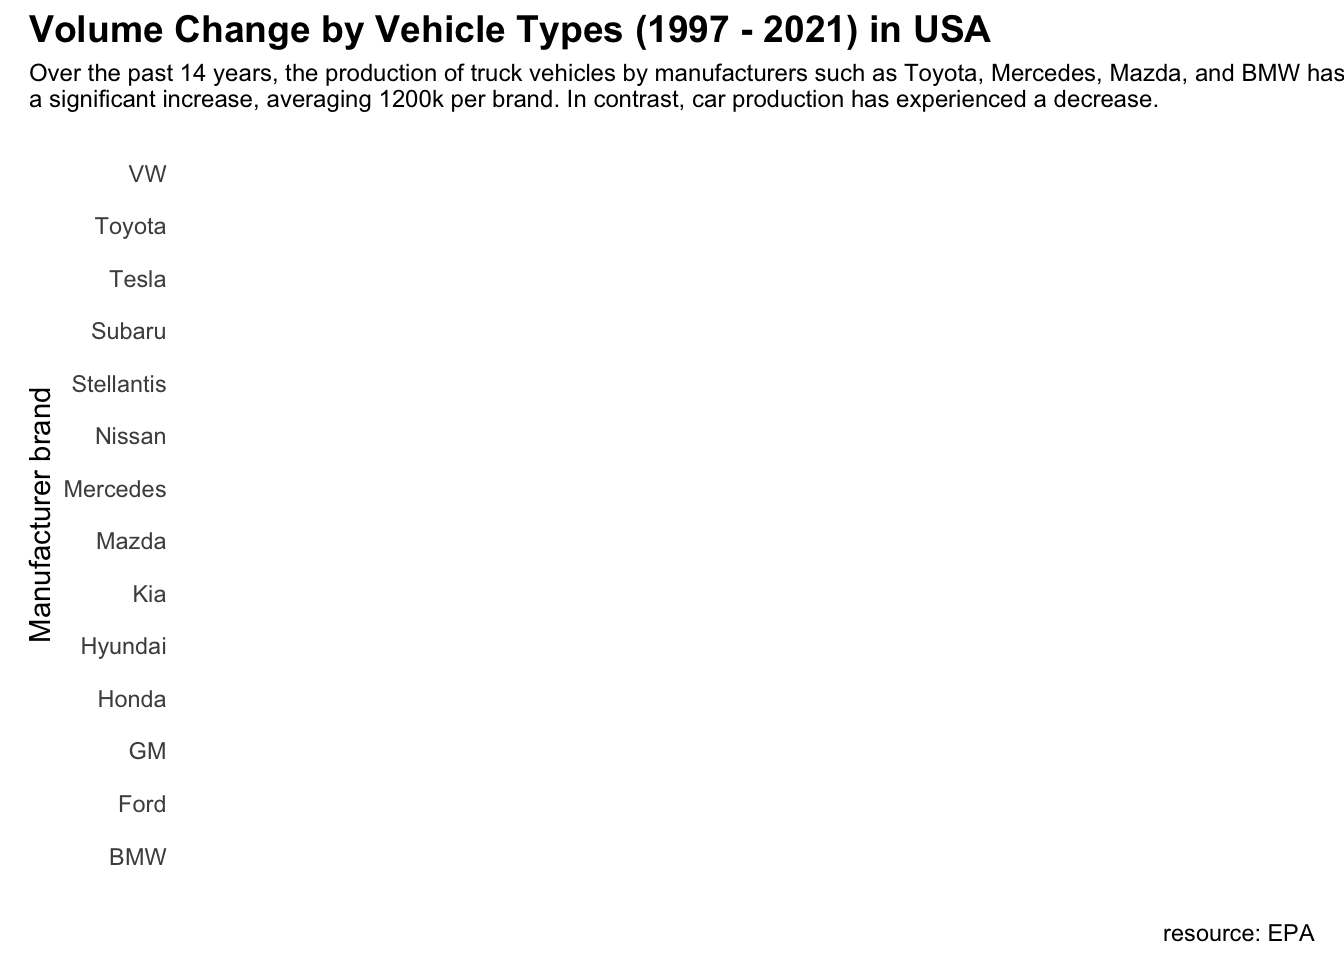 Volume Change by Vehicle Types (1997 - 2021) in USA
Over the past 14 years, the production of truck vehicles by manufacturers such as Toyota, Mercedes, Mazda, and BMW has
a significant increase, averaging 1200k per brand. In contrast, car production has experienced a decrease.
Manufacturer brand
VW
Toyota
Tesla
Subaru
Stellantis
Nissan
Mercedes
Mazda
Kia
Hyundai
Honda
GM
Ford
BMW
resource: EPA